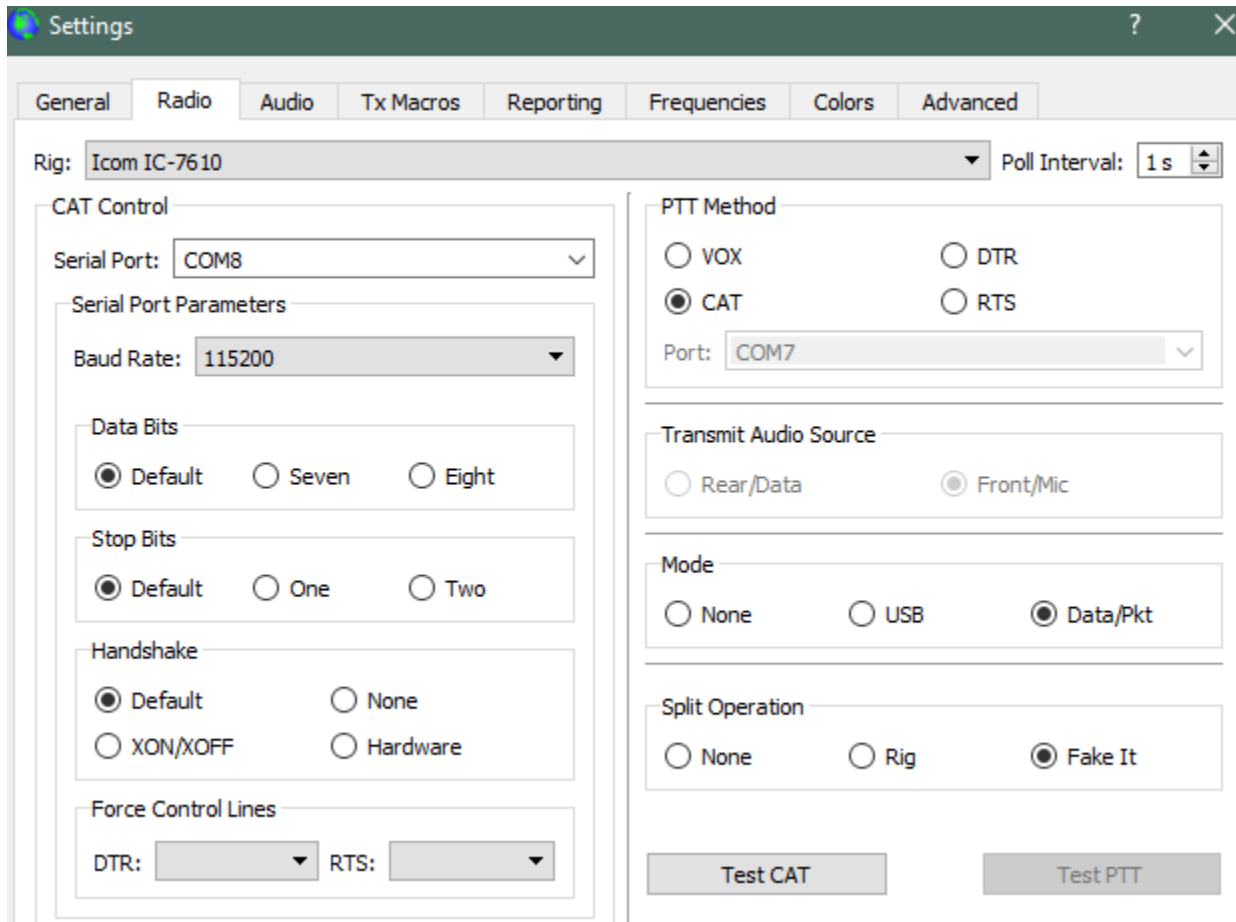 Settings ?
General Radio Audio Tx Macros Reporting Frequencies Colors Advanced
Rig: Icom IC-7610 Poll Interval: 1 s
CAT Control
Serial Port: COM8
Serial Port Parameters
Baud Rate: 115200
Data Bits
Default Seven Eight
Stop Bits
Default One Two
Handshake
Default None
XON/XOFF Hardware
Force Control Lines
DTR: RTS:
PTT Method
VOX DTR
CAT RTS
Port: COM7
Transmit Audio Source
Rear/Data Front/Mic
Mode
None USB Data/Pkt
Split Operation
None Rig Fake It
Test CAT Test PTT